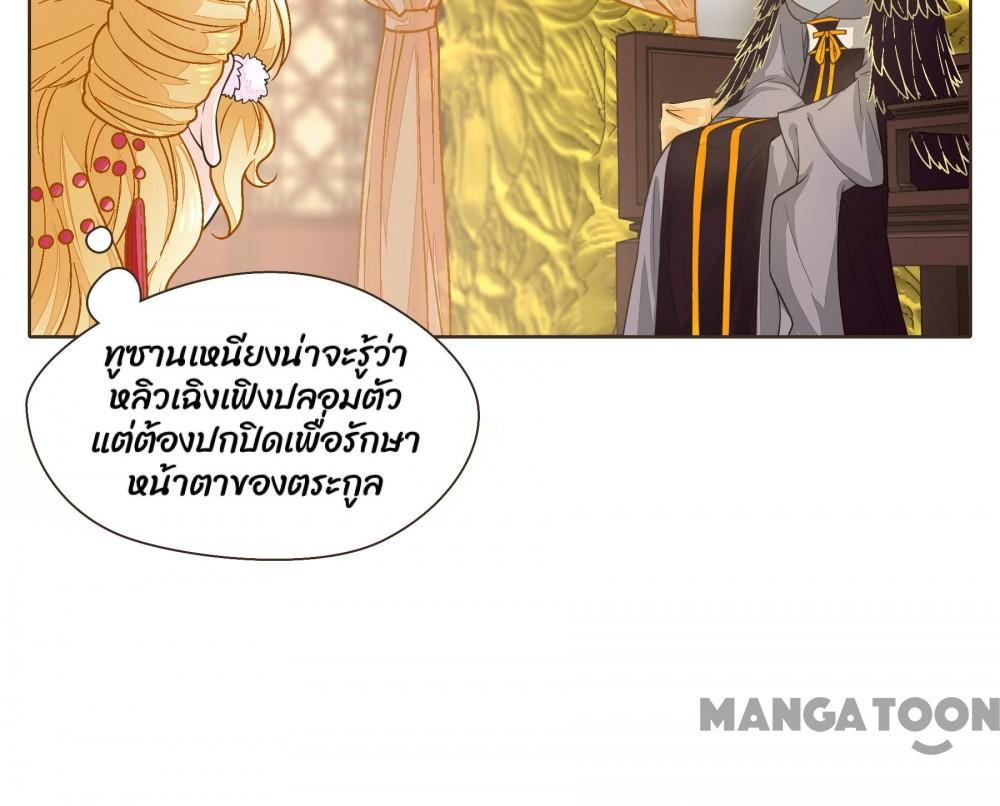 ทูซานเหนียงน่าจะรู้ว่า
หลิวเฉิงเฟิงปลอมตัว
แต่ต้องปกปิดเพื่อรักษา
หน้าตาของตระกูล
MANGATOON